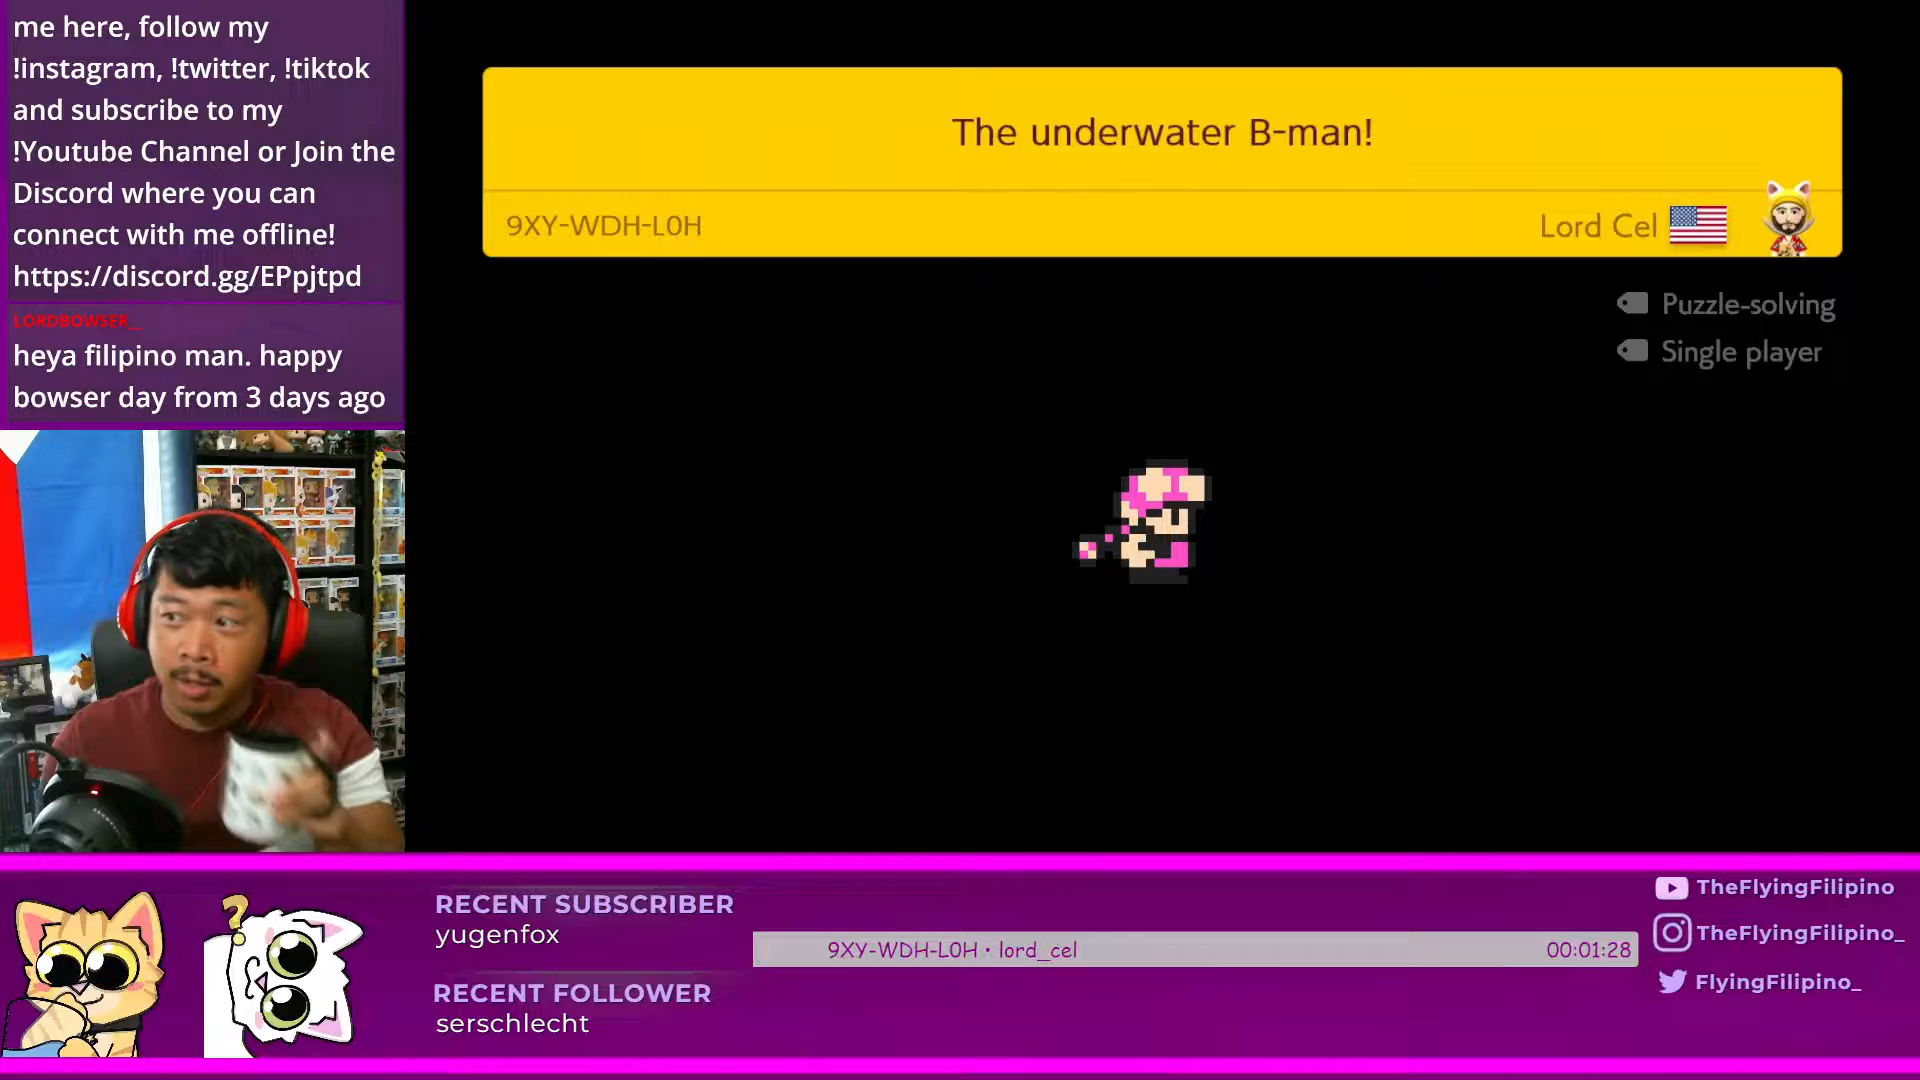 me here, follow my
!instagram, !twitter, !tiktok
and subscribe to my
!Youtube Channel or Join the
Discord where you can
connect with me offline!
https://discord.gg/EPpjtpd
LORDBOWSER__
heya filipino man. happy
bowser day from 3 days ago
The underwater B-man!
9XY-WDH-L0H
Lord Cel
Puzzle-solving
Single player
RECENT SUBSCRIBER
yugenfox
RECENT FOLLOWER
serschlecht
9XY-WDH-L0H • lord_cel 00:01:28
TheFlyingFilipino
TheFlyingFilipino_
FlyingFilipino_
?